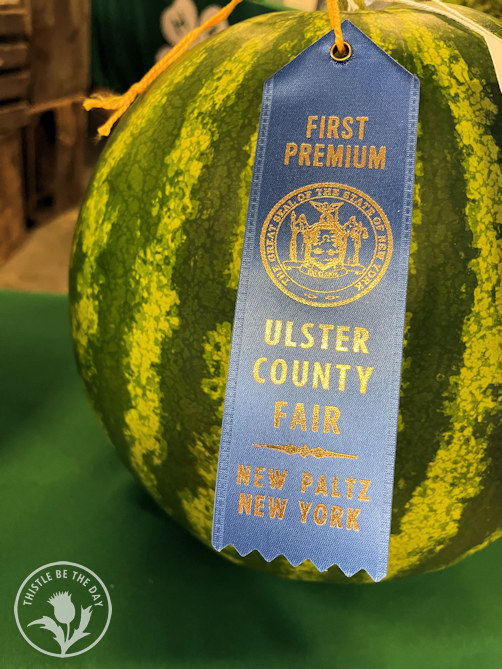 FIRST
PREMIUM
THE GREAT SEAL OF THE STATE OF NEW YORK
ULSTER
COUNTY
FAIR
NEW PALTZ
NEW YORK
THISTLE BE THE DAY